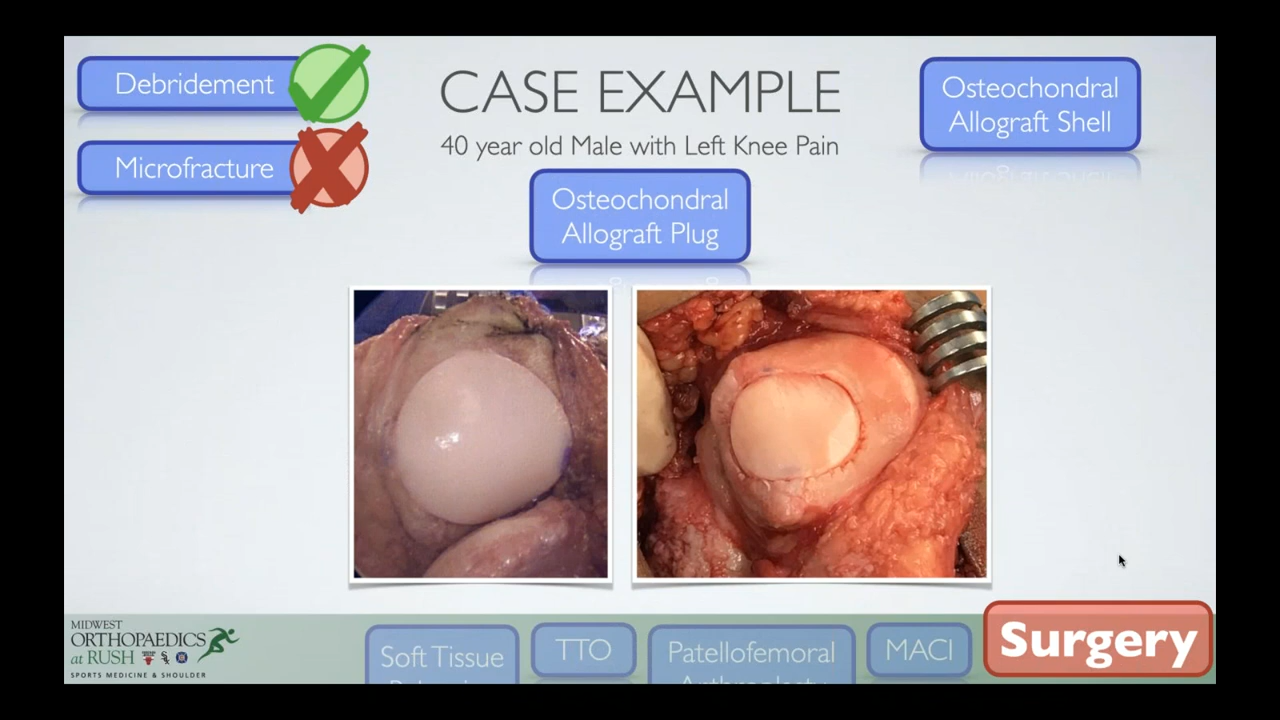 Debridement
Microfracture
CASE EXAMPLE
40 year old Male with Left Knee Pain
Osteochondral
Allograft Shell
Osteochondral
Allograft Plug
MIDWEST
ORTHOPAEDICS
at RUSH
SPORTS MEDICINE & SHOULDER
Soft Tissue
TTO
Patellofemoral
Arthroplasty
MACI
Surgery